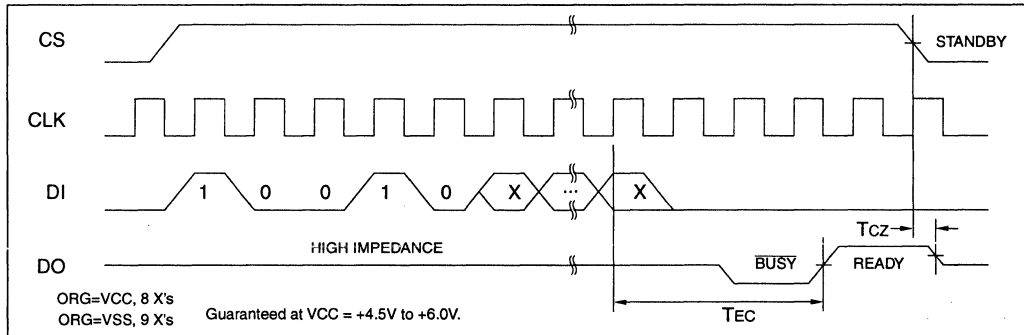 CS
STANDBY
CLK
DI 1 0 0 1 0 X ... X
TCZ
HIGH IMPEDANCE
DO BUSY READY
ORG=VCC, 8 X's
ORG=VSS, 9 X's
Guaranteed at VCC = +4.5V to +6.0V.
TEC